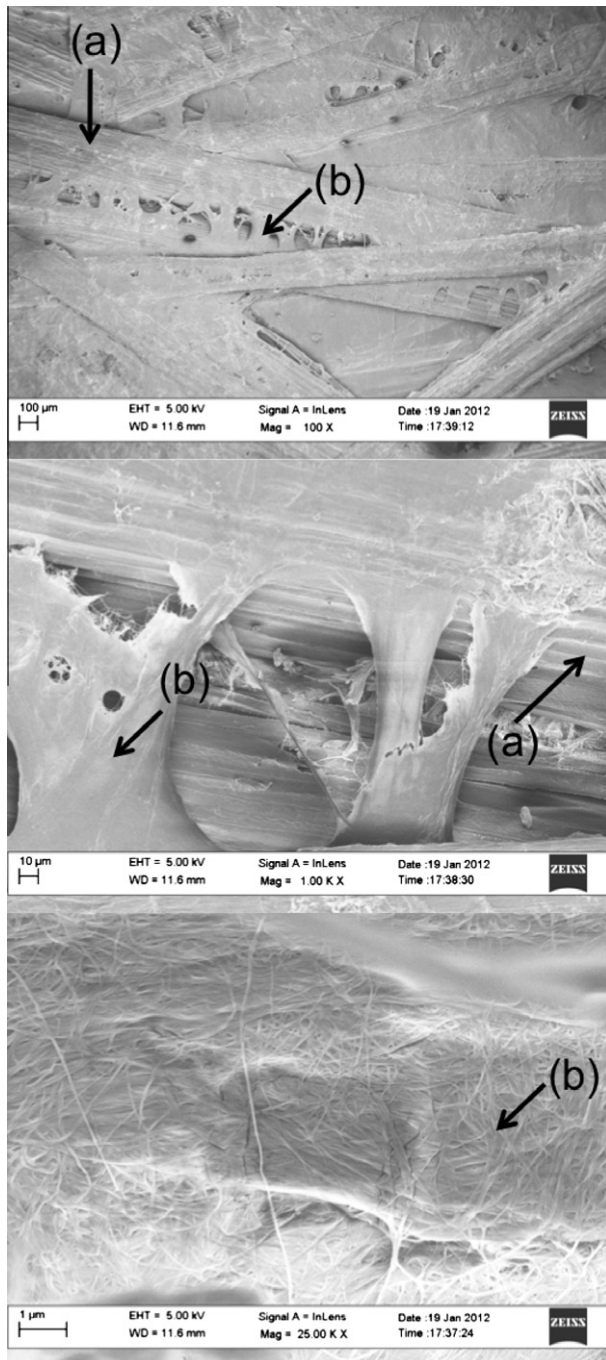 (a)
(b)
100 µm EHT = 5.00 kV Signal A = InLens Date :19 Jan 2012 ZEISS
WD = 11.6 mm Mag = 100 X Time :17:39:12
(b)
(a)
10 µm EHT = 5.00 kV Signal A = InLens Date :19 Jan 2012 ZEISS
WD = 11.6 mm Mag = 1.00 K X Time :17:38:30
(b)
1 µm EHT = 5.00 kV Signal A = InLens Date :19 Jan 2012 ZEISS
WD = 11.6 mm Mag = 25.00 K X Time :17:37:24